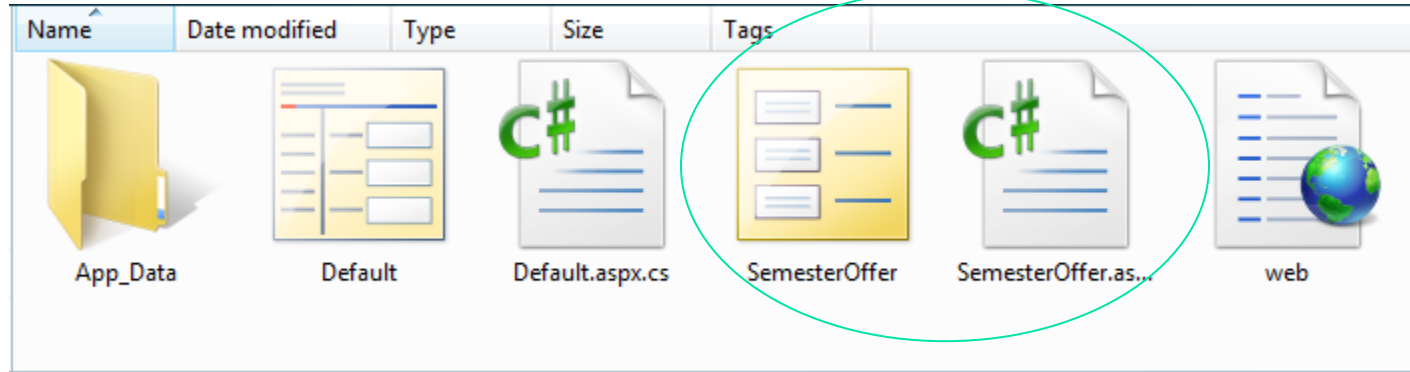 Name Date modified Type Size Tags
C# C#
App_Data Default Default.aspx.cs SemesterOffer SemesterOffer.as... web